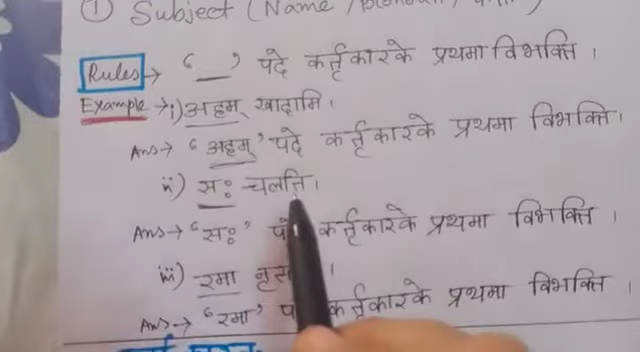 ① Subject (Name /
Rules → ‘ __ ’ पदे कर्तृकारके प्रथमा विभक्ति ।
Example → i) अहम् खादामि ।
Ans → ‘ अहम् ’ पदे कर्तृकारके प्रथमा विभक्ति ।
ii) सः चलति ।
Ans → ‘ सः ’ कर्तृकारके प्रथमा विभक्ति ।
iii) रमा ।
Ans → ‘ रमा ’ कर्तृकारके प्रथमा विभक्ति ।